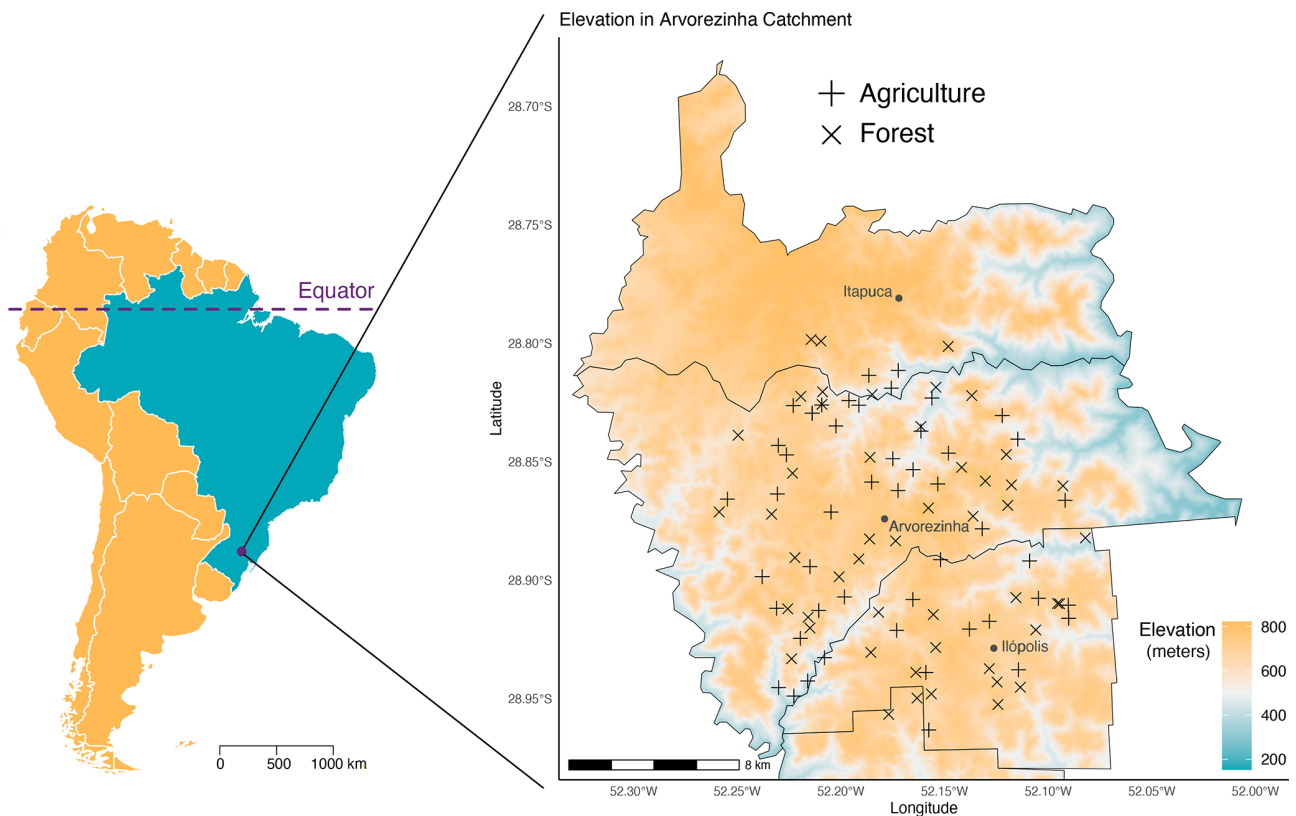 Elevation in Arvorezinha Catchment
Agriculture
Forest
28.70°S
28.75°S
28.80°S
28.85°S
28.90°S
28.95°S
Latitude
Equator
Itapuca
Arvorezinha
Ilópolis
Elevation
(meters)
800
600
400
200
0 500 1000 km
8 km
52.30°W 52.25°W 52.20°W 52.15°W 52.10°W 52.05°W 52.00°W
Longitude